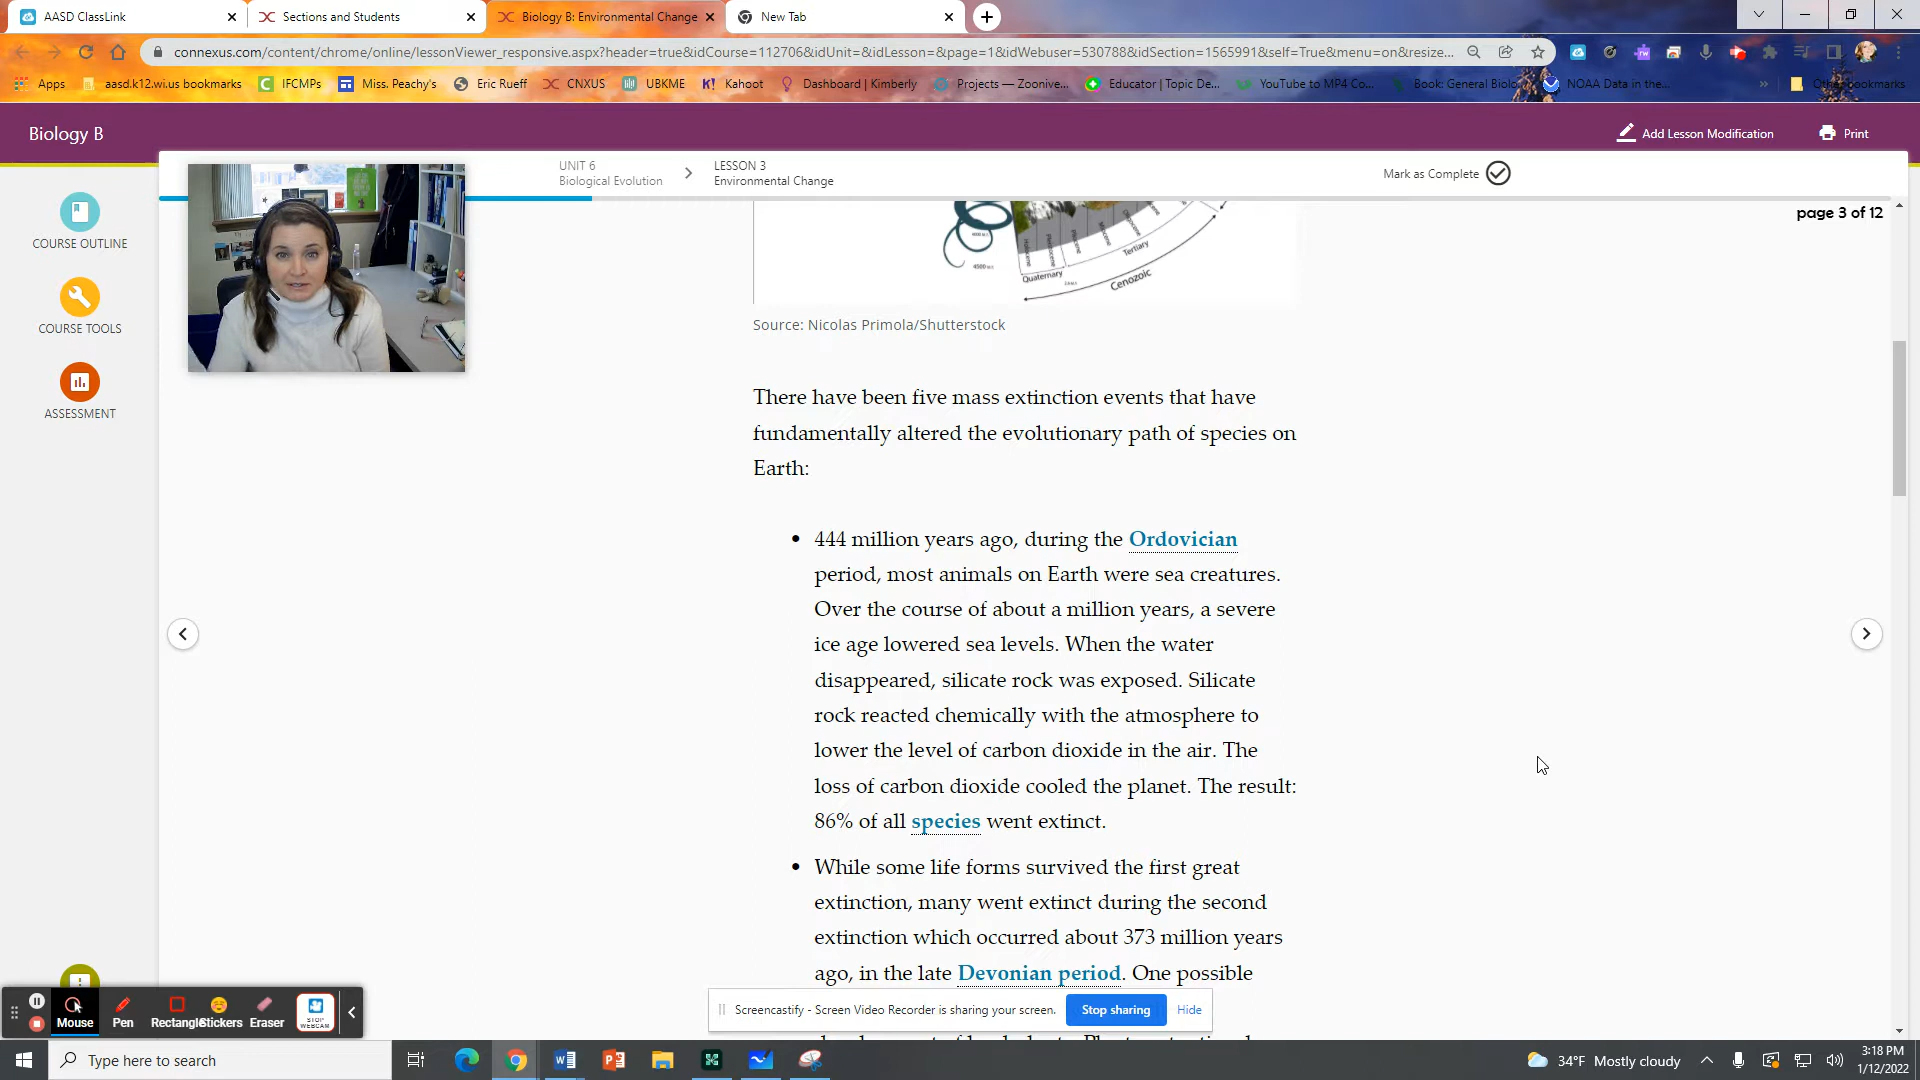 AASD ClassLink
Sections and Students
Biology B: Environmental Change
New Tab
connexus.com/content/chrome/online/lessonViewer_responsive.aspx?header=true&idCourse=112706&idUnit=&idLesson=&page=1&idWebuser=530788&idSection=1565991&self=True&menu=on&resize...
Apps
aasd.k12.wi.us bookmarks
IFCMPs
Miss. Peachy's
Eric Rueff
CNXUS
UBKME
Kahoot
Dashboard | Kimberly
Projects — Zoonive...
Educator | Topic De...
YouTube to MP4 Co...
Book: General Biolo...
NOAA Data in the...
Other bookmarks
Biology B
Add Lesson Modification
Print
UNIT 6
Biological Evolution
LESSON 3
Environmental Change
Mark as Complete
page 3 of 12
COURSE OUTLINE
COURSE TOOLS
ASSESSMENT
Holocene
Pleistocene
Pliocene
Miocene
Tertiary
Quaternary
Cenozoic
Source: Nicolas Primola/Shutterstock
There have been five mass extinction events that have
fundamentally altered the evolutionary path of species on
Earth:
• 444 million years ago, during the Ordovician
period, most animals on Earth were sea creatures.
Over the course of about a million years, a severe
ice age lowered sea levels. When the water
disappeared, silicate rock was exposed. Silicate
rock reacted chemically with the atmosphere to
lower the level of carbon dioxide in the air. The
loss of carbon dioxide cooled the planet. The result:
86% of all species went extinct.
• While some life forms survived the first great
extinction, many went extinct during the second
extinction which occurred about 373 million years
ago, in the late Devonian period. One possible
Screencastify - Screen Video Recorder is sharing your screen.
Stop sharing
Hide
Mouse
Pen
Rectangle
Stickers
Eraser
STOP WEBCAM
Type here to search
34°F Mostly cloudy
3:18 PM
1/12/2022